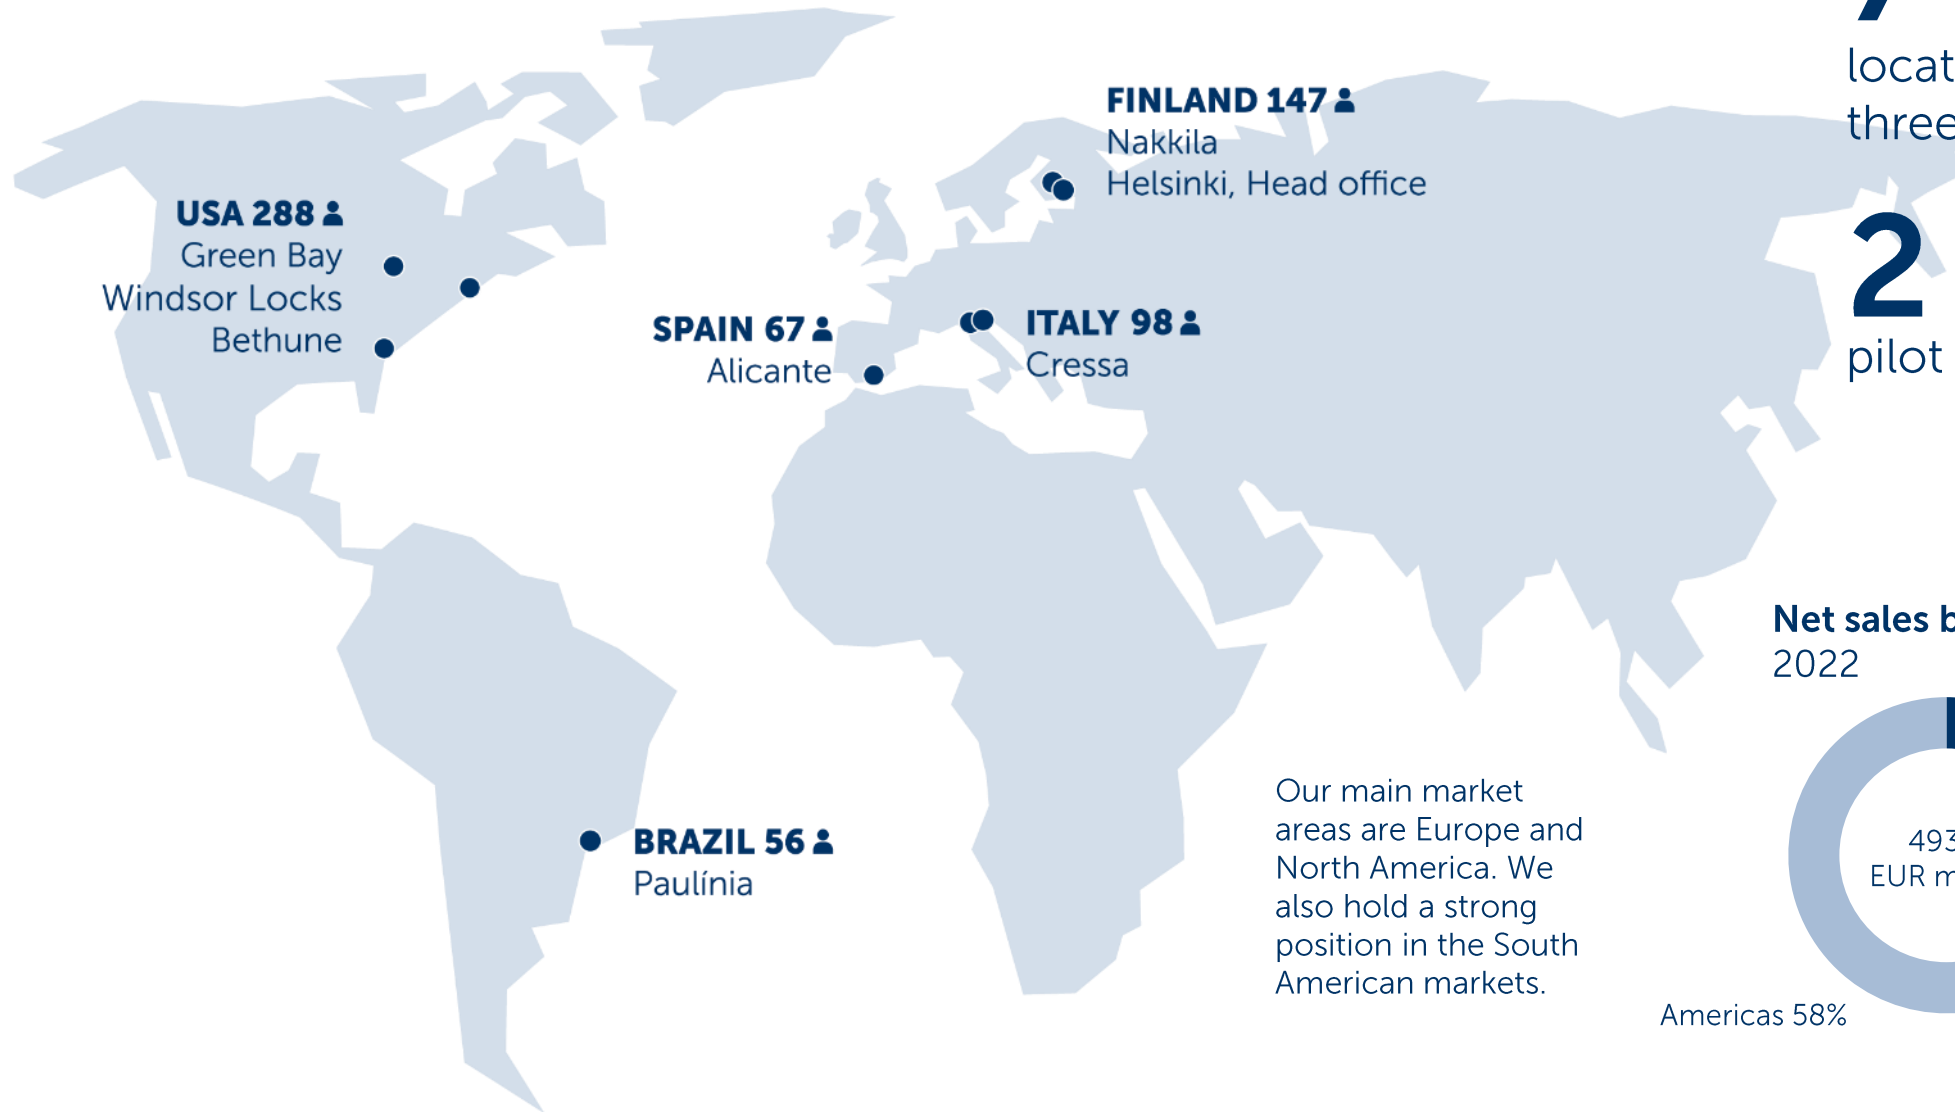 locat
three
2
pilot
FINLAND 147
Nakkila
Helsinki, Head office
USA 288
Green Bay
Windsor Locks
Bethune
SPAIN 67
Alicante
ITALY 98
Cressa
BRAZIL 56
Paulínia
Our main market
areas are Europe and
North America. We
also hold a strong
position in the South
American markets.
Net sales b
2022
493
EUR m
Americas 58%